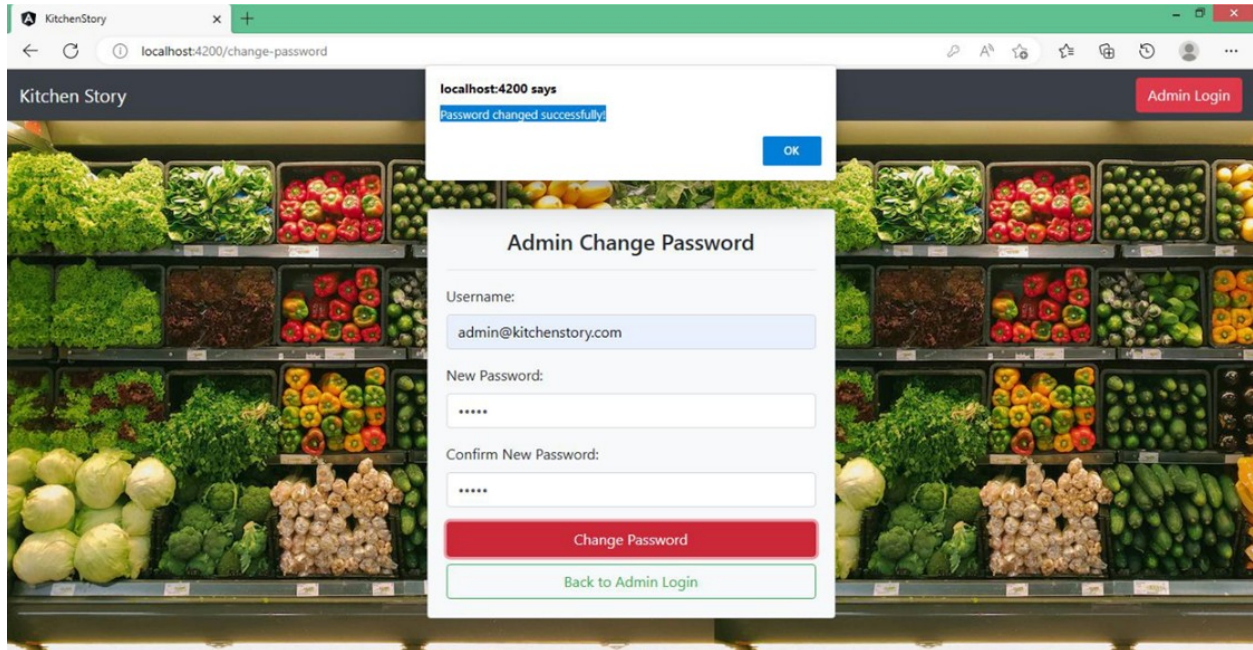 KitchenStory
localhost:4200/change-password
Kitchen Story
Admin Login
localhost:4200 says
Password changed successfully!
OK
Admin Change Password
Username:
admin@kitchenstory.com
New Password:
•••••
Confirm New Password:
•••••
Change Password
Back to Admin Login